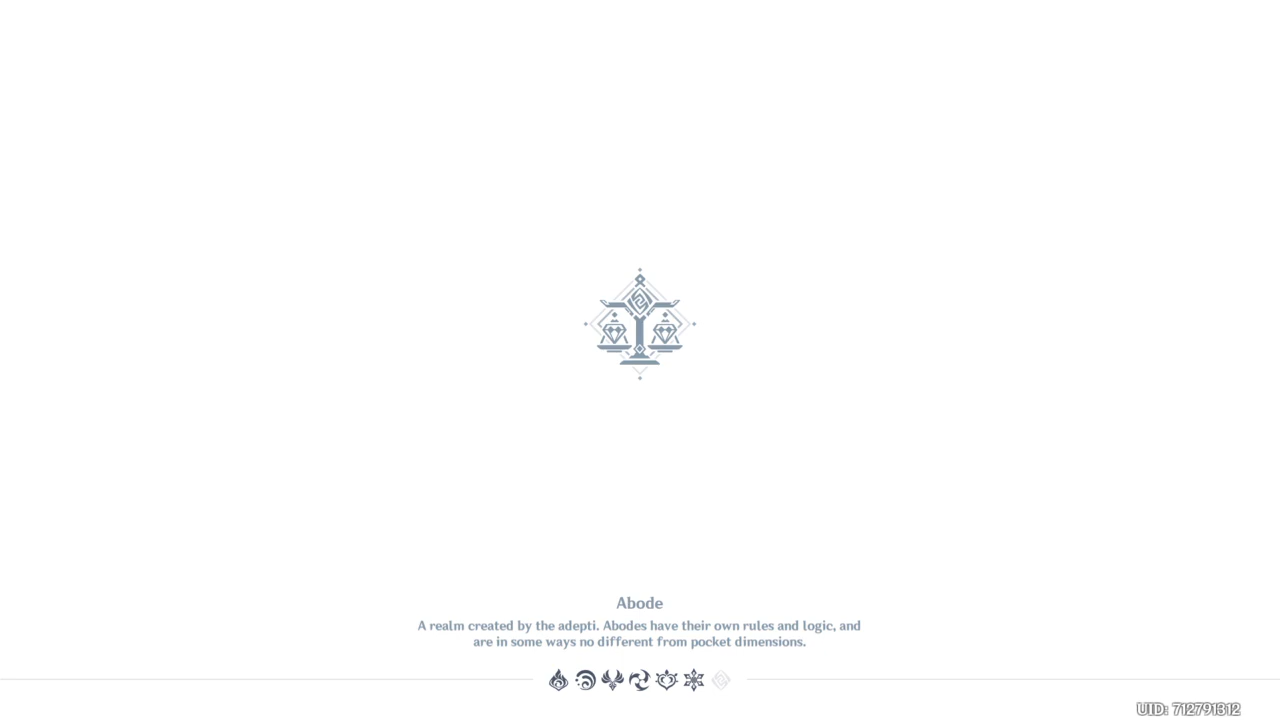 Abode
A realm created by the adepti. Abodes have their own rules and logic, and
are in some ways no different from pocket dimensions.
UID: 712791312